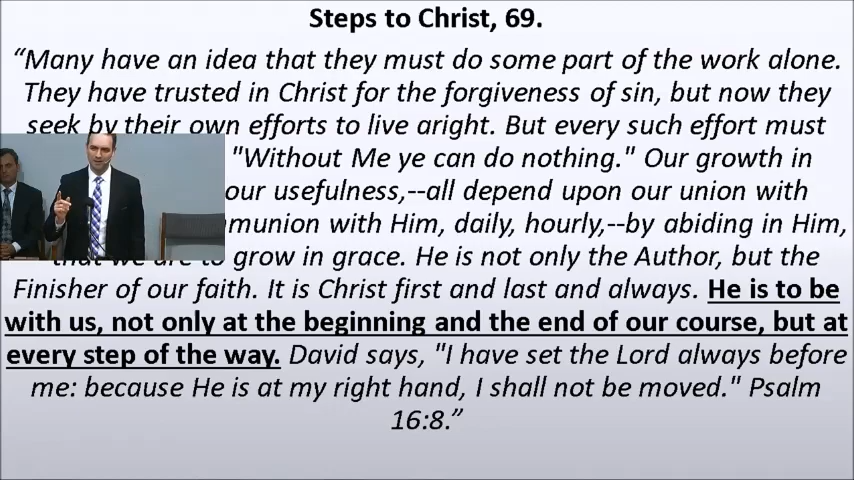 Steps to Christ, 69.
“Many have an idea that they must do some part of the work alone.
They have trusted in Christ for the forgiveness of sin, but now they
seek by their own efforts to live aright. But every such effort must
"Without Me ye can do nothing." Our growth in
our usefulness,--all depend upon our union with
with Him, daily, hourly,--by abiding in Him,
that we are to grow in grace. He is not only the Author, but the
Finisher of our faith. It is Christ first and last and always. He is to be
with us, not only at the beginning and the end of our course, but at
every step of the way. David says, "I have set the Lord always before
me: because He is at my right hand, I shall not be moved." Psalm
16:8.”